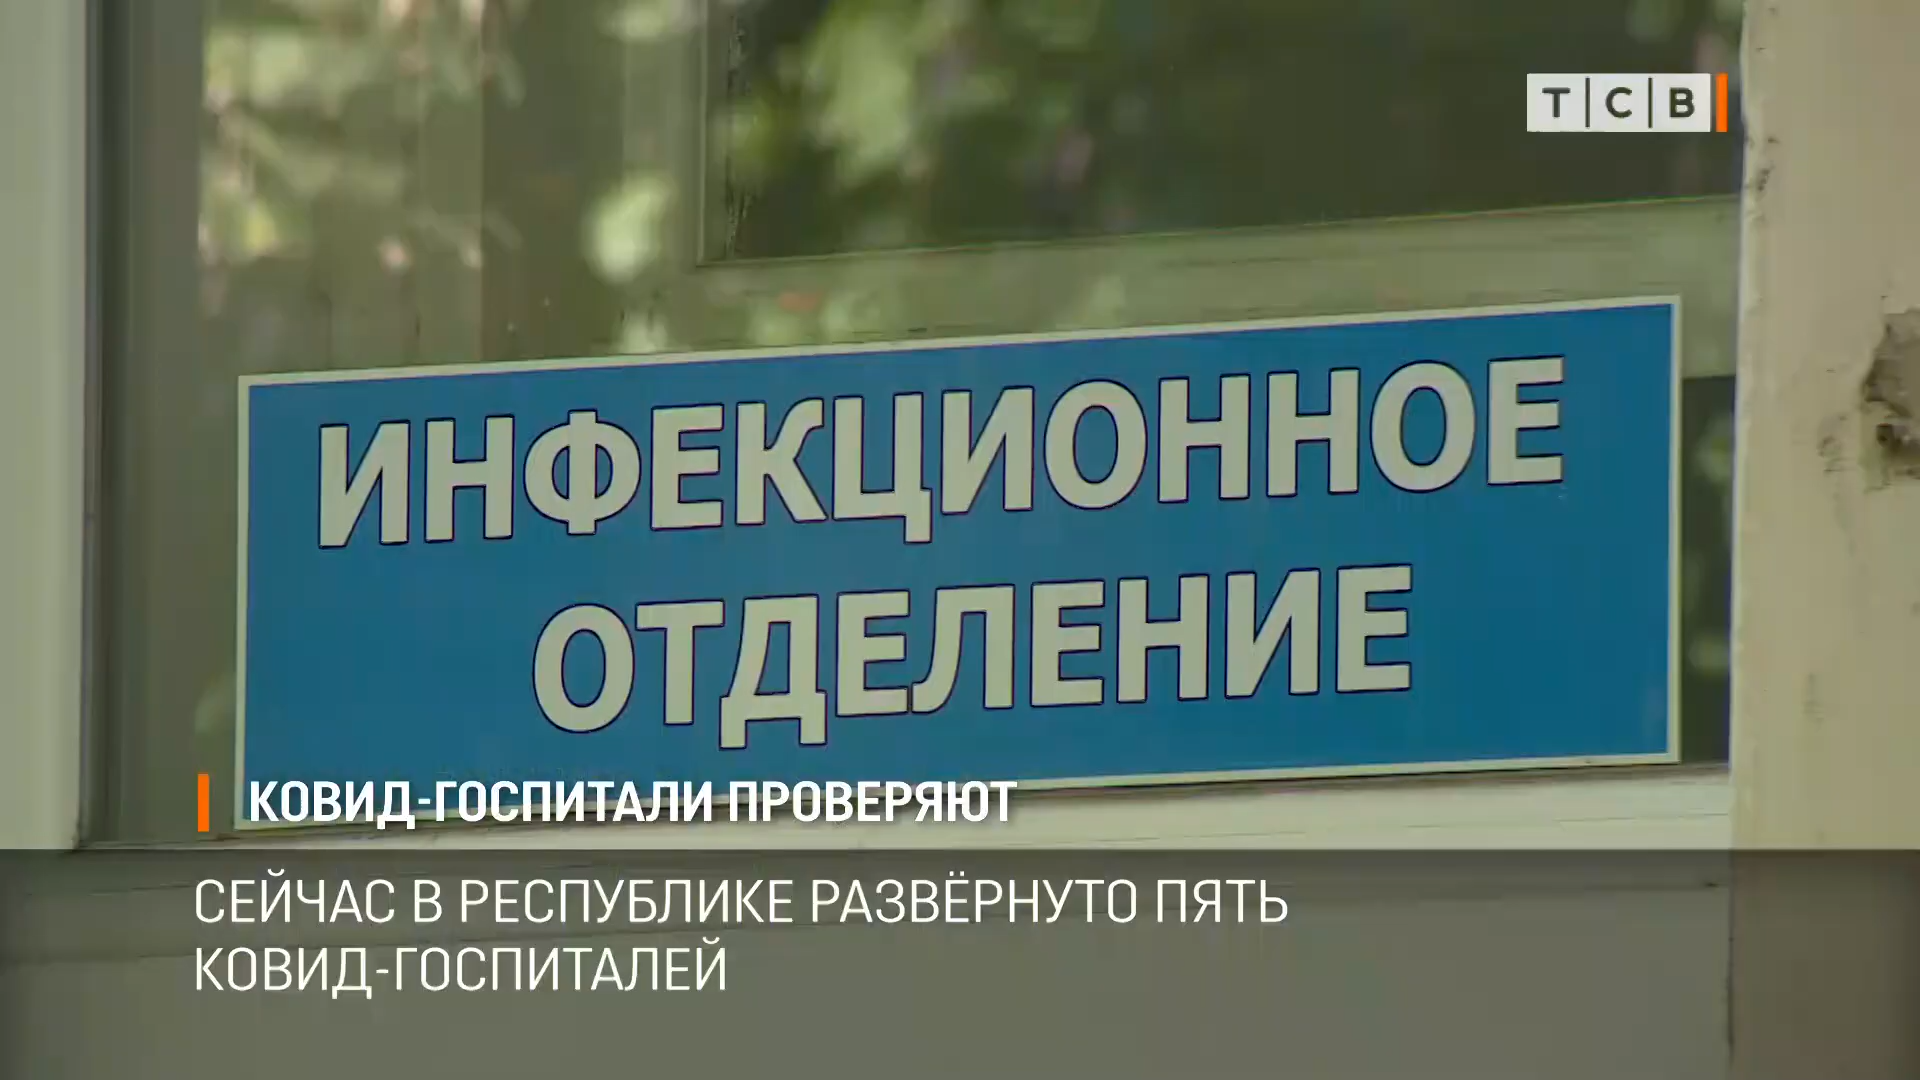 ТСВ
ИНФЕКЦИОННОЕ
ОТДЕЛЕНИЕ
КОВИД-ГОСПИТАЛИ ПРОВЕРЯЮТ
СЕЙЧАС В РЕСПУБЛИКЕ РАЗВЁРНУТО ПЯТЬ
КОВИД-ГОСПИТАЛЕЙ